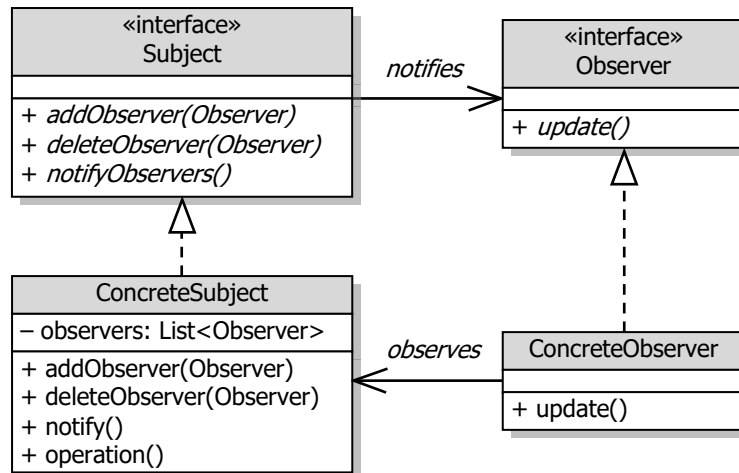 «interface»
Subject
+ addObserver(Observer)
+ deleteObserver(Observer)
+ notifyObservers()
notifies
«interface»
Observer
+ update()
ConcreteSubject
– observers: List<Observer>
+ addObserver(Observer)
+ deleteObserver(Observer)
+ notify()
+ operation()
observes
ConcreteObserver
+ update()